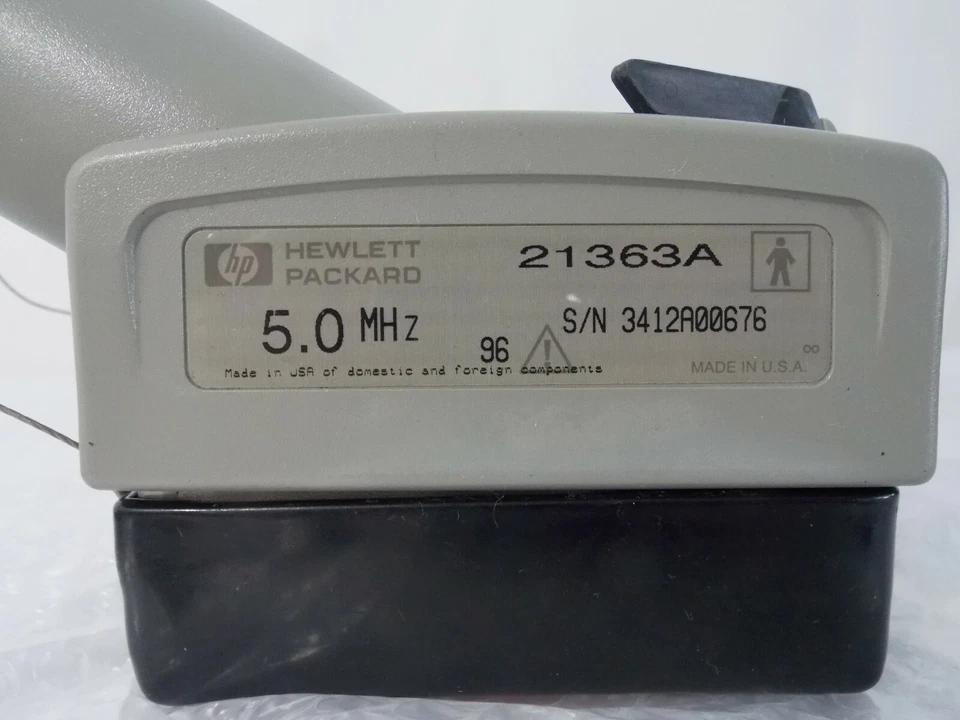 hp HEWLETT
PACKARD
21363A
5.0 MHz
S/N 3412A00676
96
Made in USA of domestic and foreign components
MADE IN U.S.A.